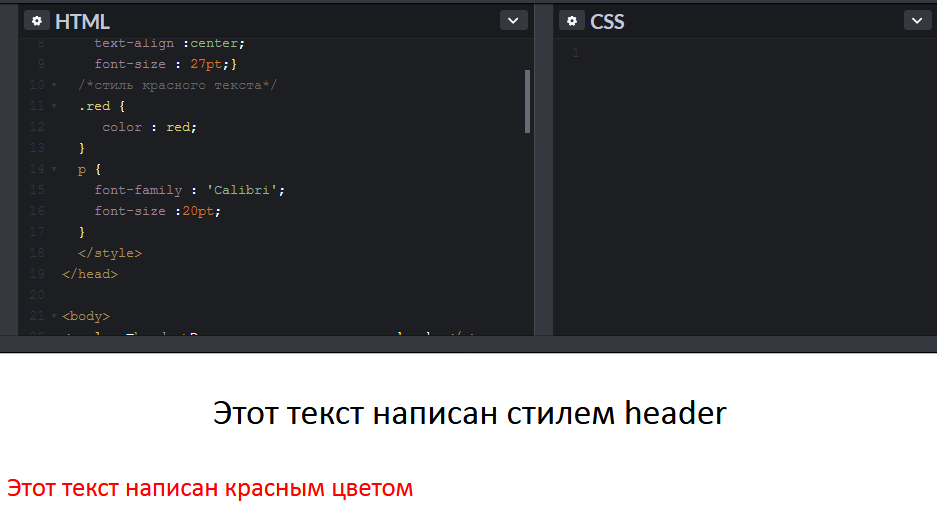 HTML
8 text-align :center;
9 font-size : 27pt;}
10 /*стиль красного текста*/
11 .red {
12 color : red;
13 }
14 p {
15 font-family : 'Calibri';
16 font-size :20pt;
17 }
18 </style>
19 </head>
20
21 <body>
CSS
1
Этот текст написан стилем header
Этот текст написан красным цветом